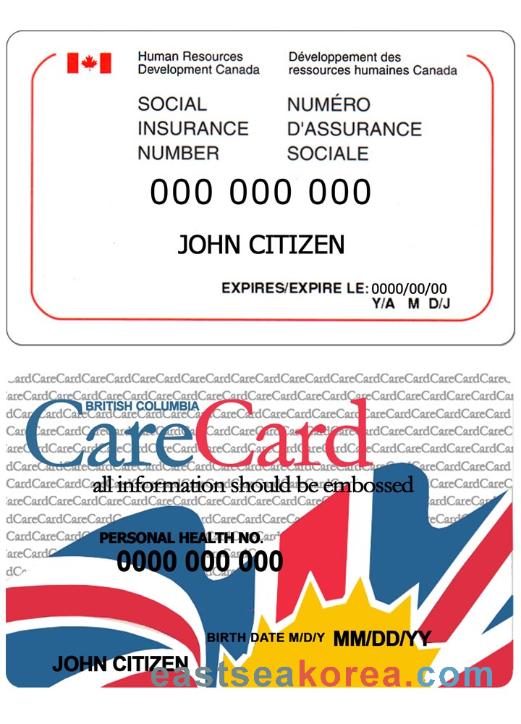 Human Resources
Development Canada
Développement des
ressources humaines Canada
SOCIAL
INSURANCE
NUMBER
NUMÉRO
D'ASSURANCE
SOCIALE
000 000 000
JOHN CITIZEN
EXPIRES/EXPIRE LE: 0000/00/00
Y/A M D/J
BRITISH COLUMBIA
CareCard
all information should be embossed
PERSONAL HEALTH NO.
0000 000 000
BIRTH DATE M/D/Y MM/DD/YY
JOHN CITIZEN
eastseakorea.com